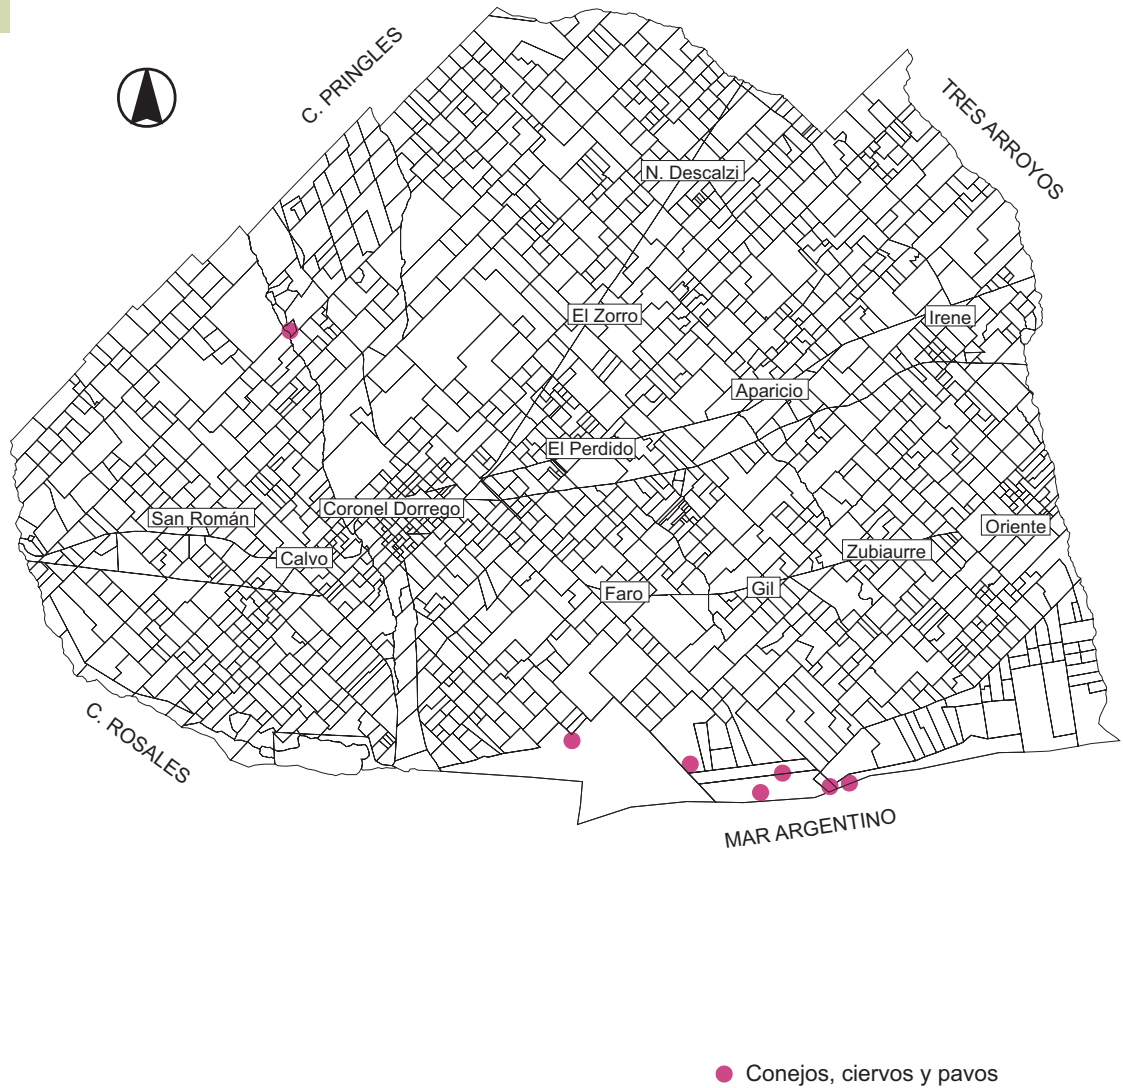 C. PRINGLES
TRES ARROYOS
N. Descalzi
El Zorro
Irene
Aparicio
El Perdido
Coronel Dorrego
San Román
Oriente
Zubiaurre
Calvo
Gil
Faro
C. ROSALES
MAR ARGENTINO
Conejos, ciervos y pavos